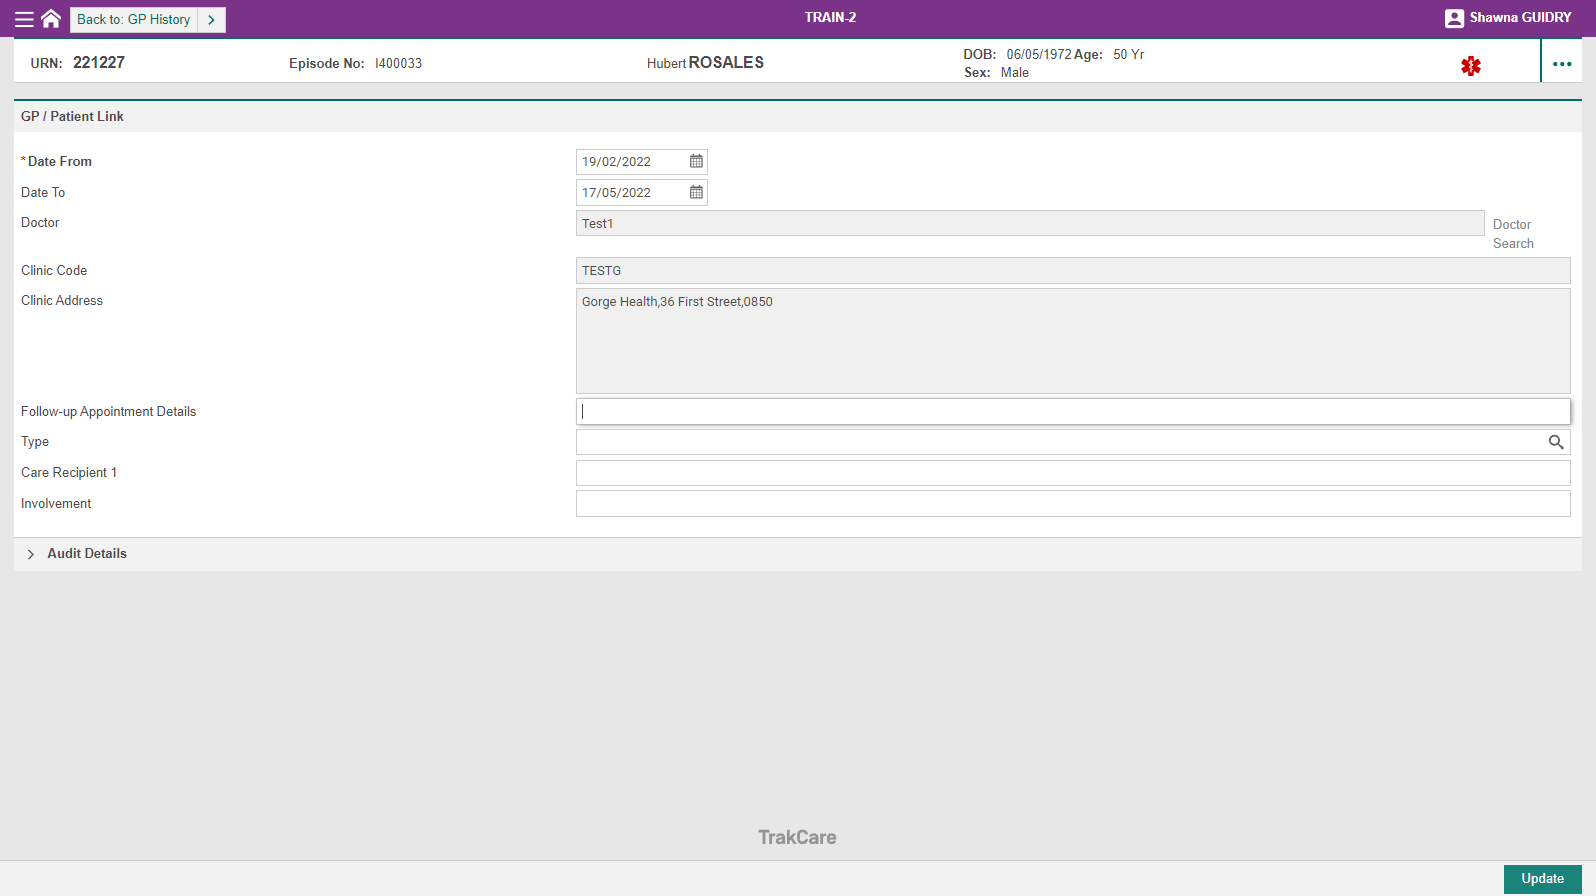 Back to: GP History
TRAIN-2
Shawna GUIDRY
URN: 221227
Episode No: I400033
Hubert ROSALES
DOB: 06/05/1972 Age: 50 Yr
Sex: Male
GP / Patient Link
* Date From 19/02/2022
Date To 17/05/2022
Doctor Test1 Doctor Search
Clinic Code TESTG
Clinic Address Gorge Health,36 First Street,0850
Follow-up Appointment Details
Type
Care Recipient 1
Involvement
Audit Details
TrakCare
Update